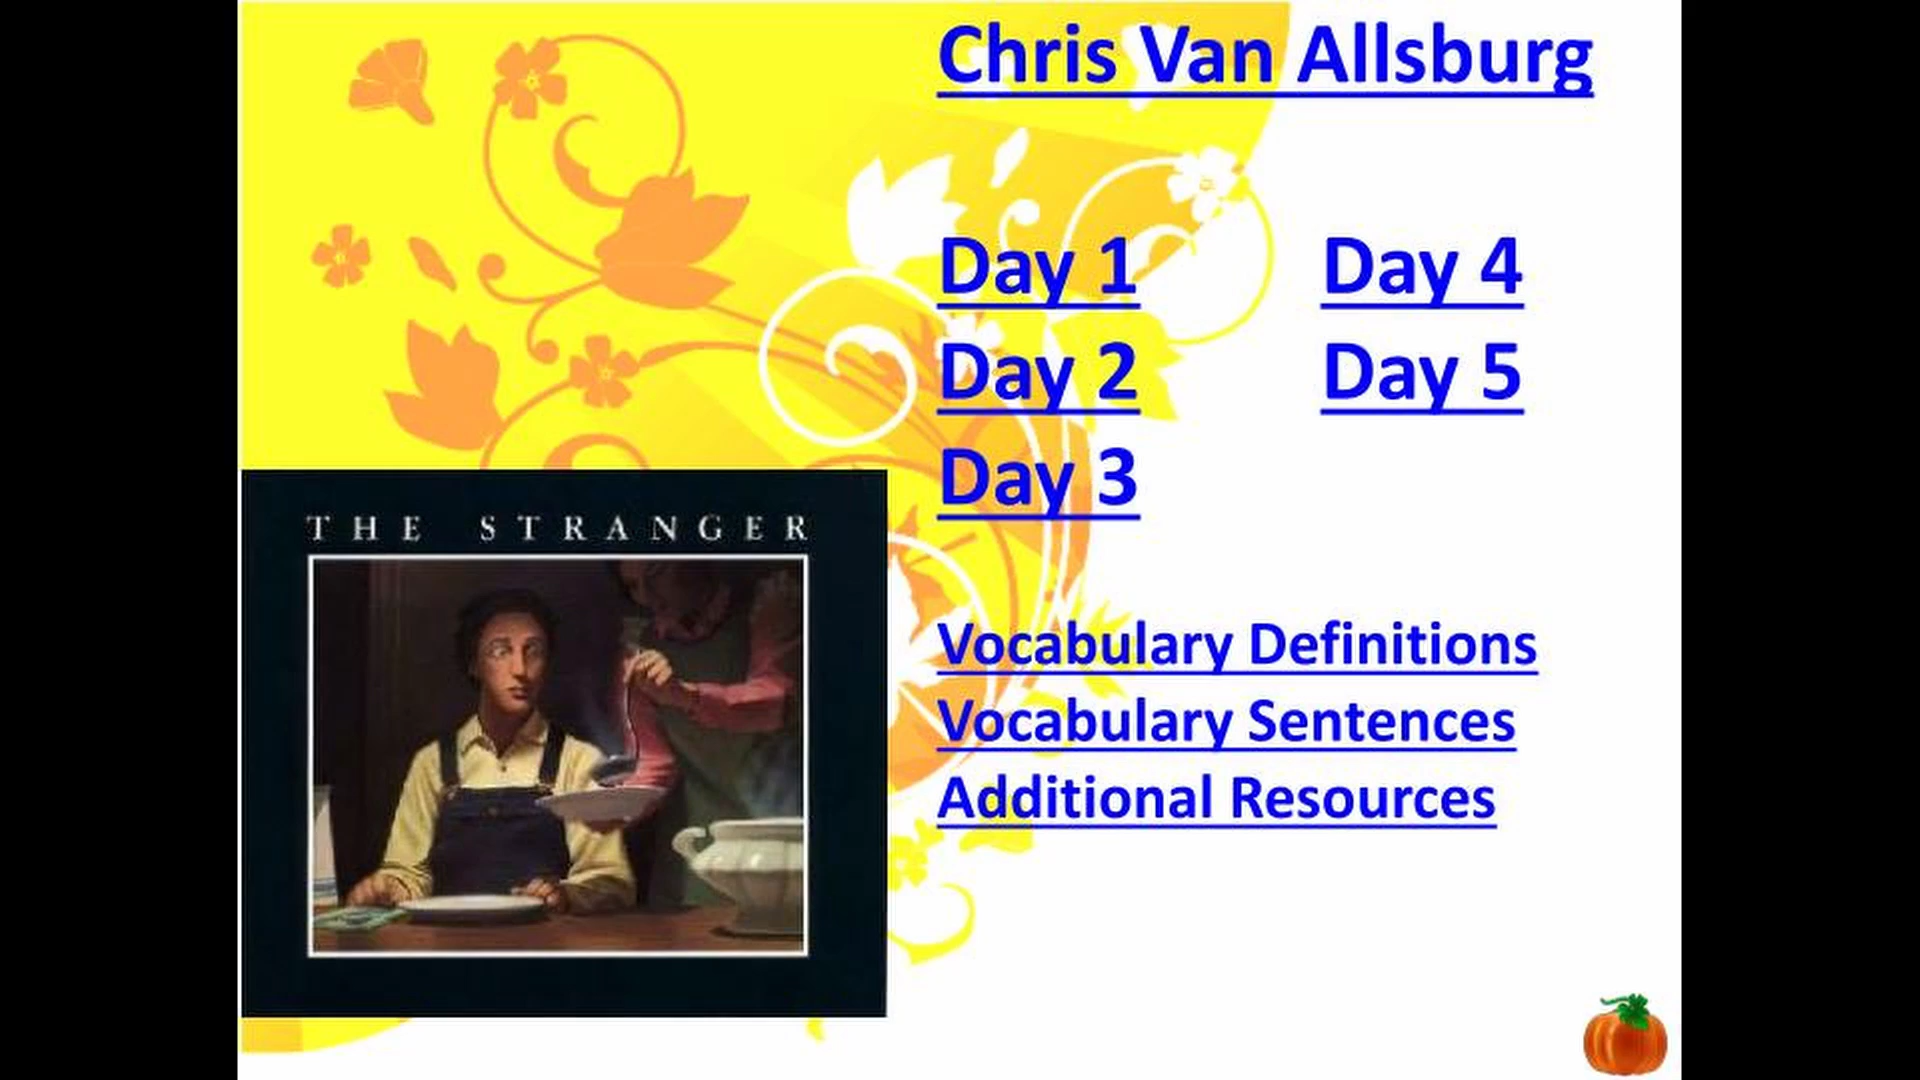 Chris Van Allsburg
Day 1
Day 4
Day 2
Day 5
Day 3
THE STRANGER
Vocabulary Definitions
Vocabulary Sentences
Additional Resources